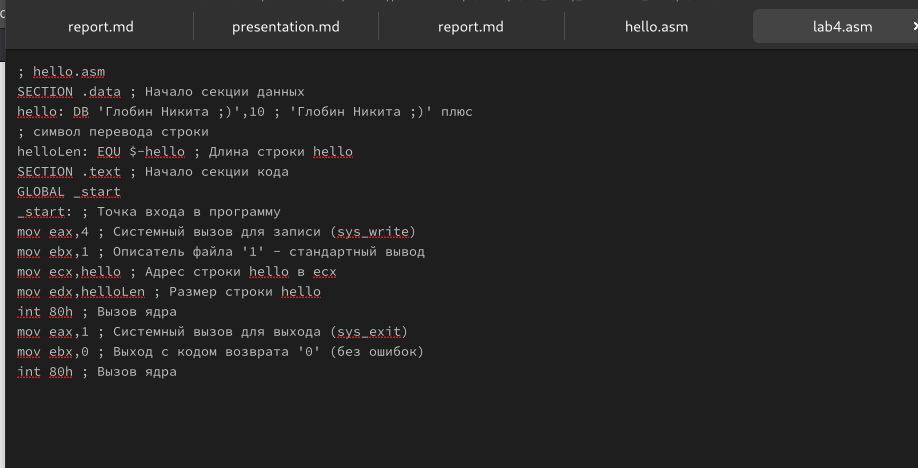 report.md
presentation.md
report.md
hello.asm
lab4.asm
; hello.asm
SECTION .data ; Начало секции данных
hello: DB 'Глобин Никита ;)',10 ; 'Глобин Никита ;)' плюс
; символ перевода строки
helloLen: EQU $-hello ; Длина строки hello
SECTION .text ; Начало секции кода
GLOBAL _start
_start: ; Точка входа в программу
mov eax,4 ; Системный вызов для записи (sys_write)
mov ebx,1 ; Описатель файла '1' - стандартный вывод
mov ecx,hello ; Адрес строки hello в ecx
mov edx,helloLen ; Размер строки hello
int 80h ; Вызов ядра
mov eax,1 ; Системный вызов для выхода (sys_exit)
mov ebx,0 ; Выход с кодом возврата '0' (без ошибок)
int 80h ; Вызов ядра